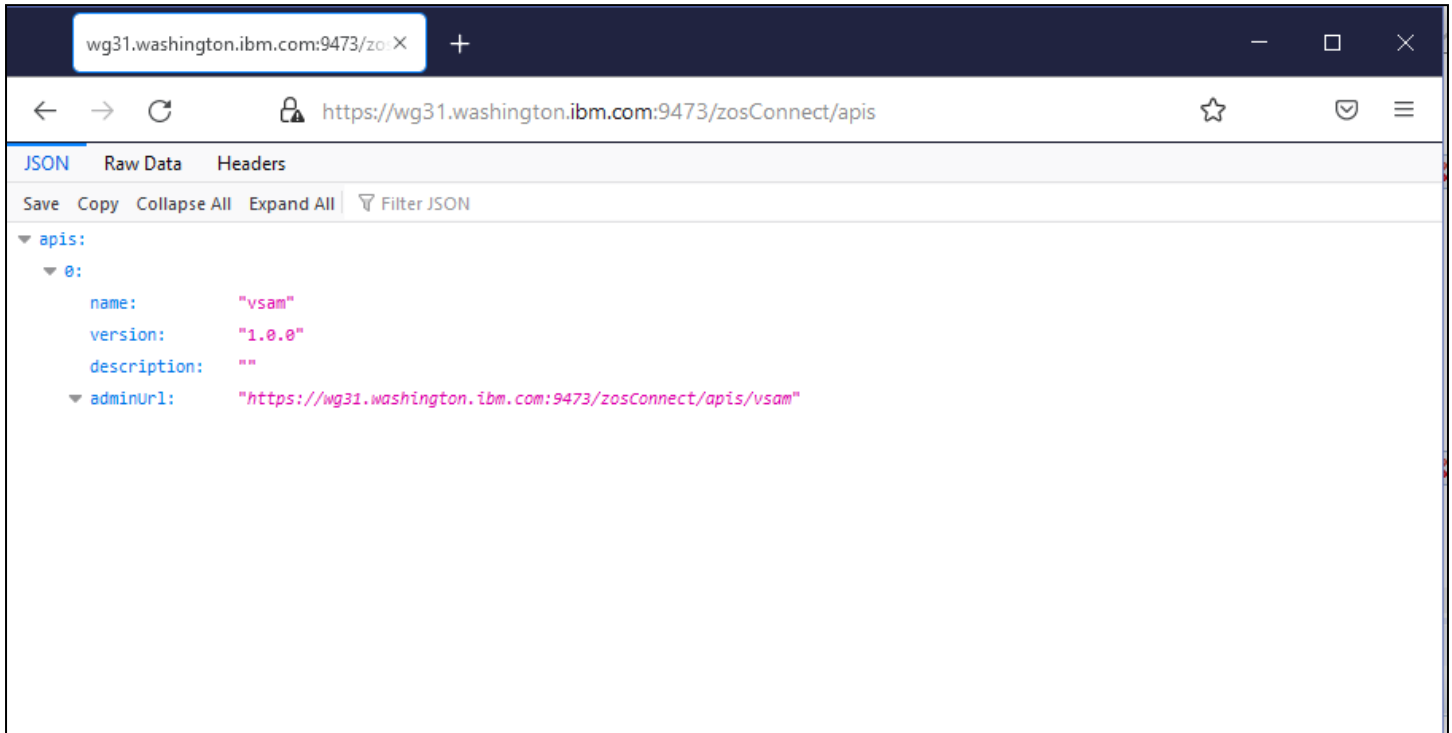 wg31.washington.ibm.com:9473/zo
https://wg31.washington.ibm.com:9473/zosConnect/apis
JSON Raw Data Headers
Save Copy Collapse All Expand All Filter JSON
apis:
0:
name: "vsam"
version: "1.0.0"
description: ""
adminUrl: "https://wg31.washington.ibm.com:9473/zosConnect/apis/vsam"